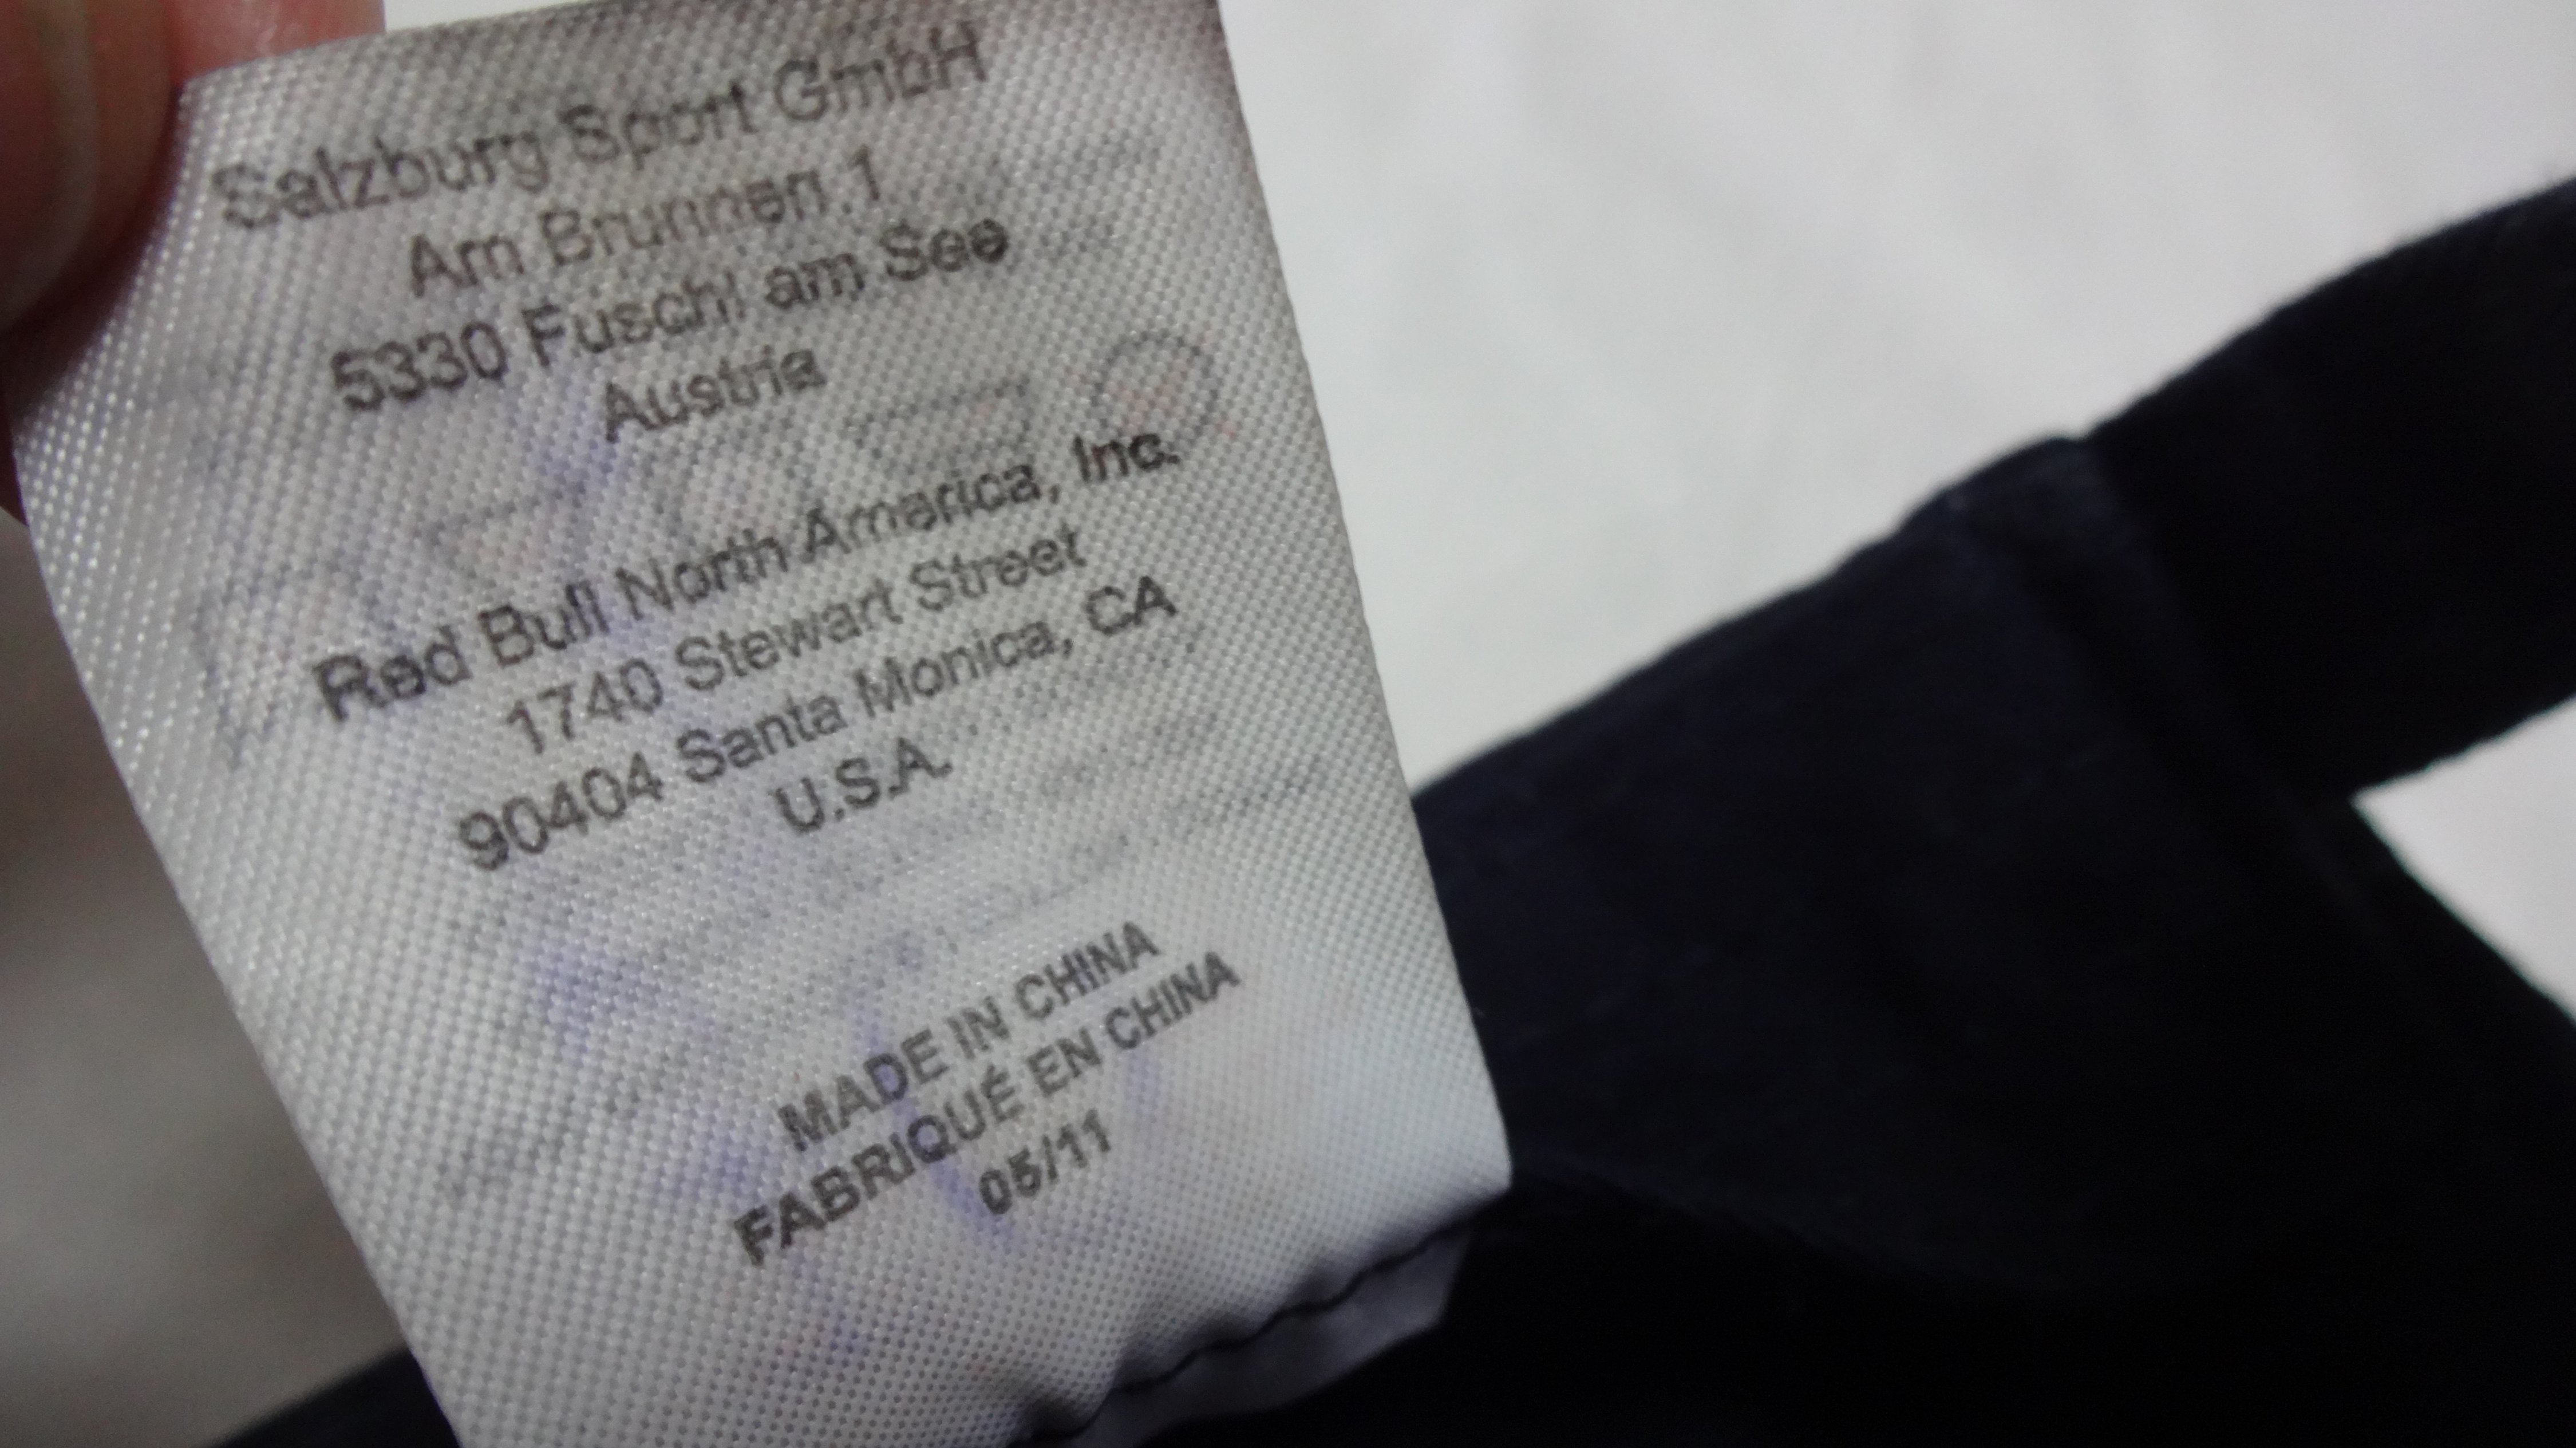 Salzburg Sport GmbH
Am Brunnen 1
5330 Fuschl am See
Austria
Red Bull North America, Inc.
1740 Stewart Street
90404 Santa Monica, CA
U.S.A.
MADE IN CHINA
FABRIQUÉ EN CHINA
05/11